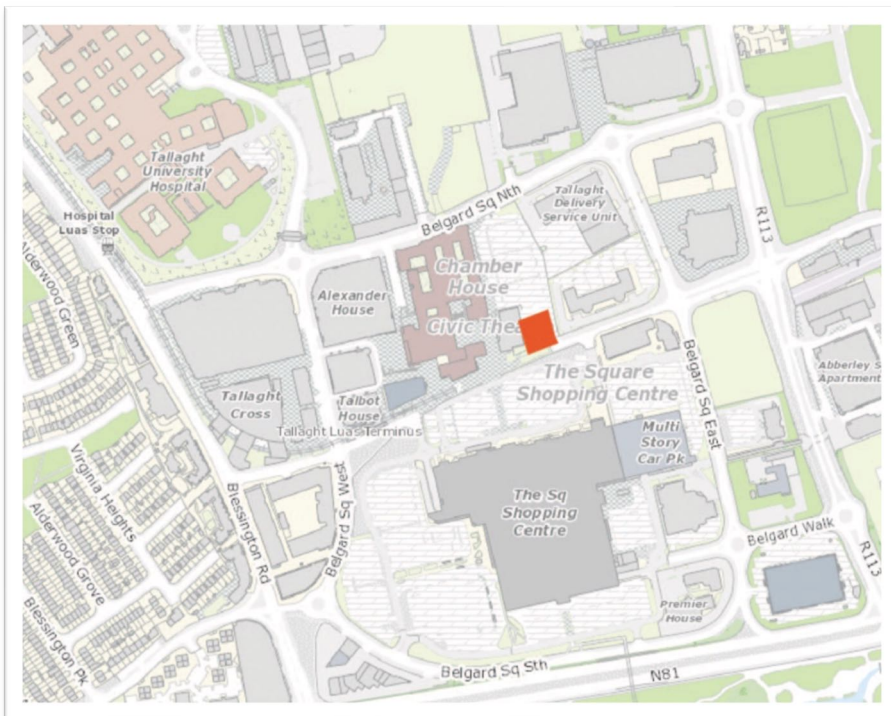 Tallaght
University
Hospital
Hospital
Luas Stop
Alderwood Green
Belgard Sq Nth
Tallaght
Delivery
Service Unit
R113
Chamber
House
Alexander
House
Civic Thea
The Square
Shopping Centre
Tallaght
Cross
Talbot
House
Tallaght Luas Terminus
Belgard Sq East
Abberley S
Apartment
Multi
Story
Car Pk
Virginia Heights
Blessington Rd
Belgard Sq West
The Sq
Shopping
Centre
Alderwood Grove
Belgard Walk
R113
Blessington Pk
Premier
House
Belgard Sq Sth
N81